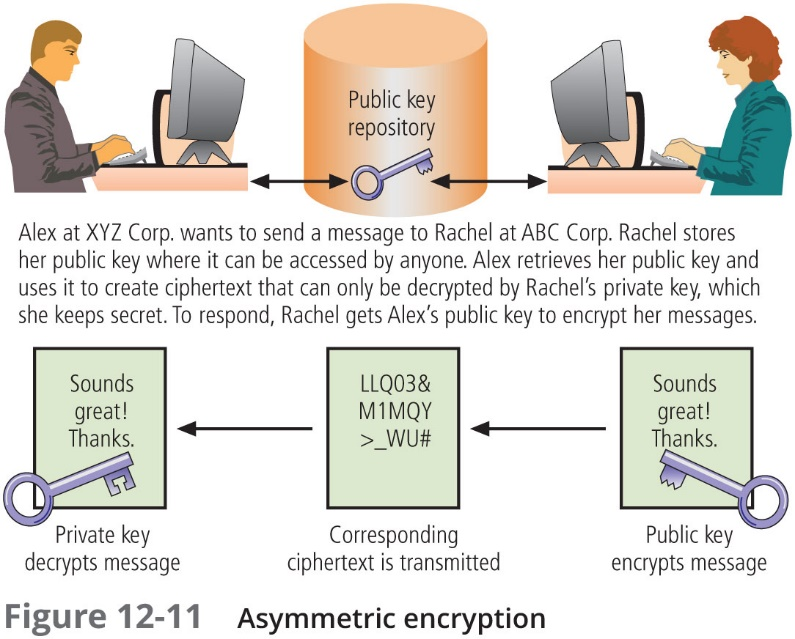 Public key
repository
Alex at XYZ Corp. wants to send a message to Rachel at ABC Corp. Rachel stores
her public key where it can be accessed by anyone. Alex retrieves her public key and
uses it to create ciphertext that can only be decrypted by Rachel’s private key, which
she keeps secret. To respond, Rachel gets Alex’s public key to encrypt her messages.
Sounds
great!
Thanks.
LLQ03&
M1MQY
>_WU#
Sounds
great!
Thanks.
Private key
decrypts message
Corresponding
ciphertext is transmitted
Public key
encrypts message
Figure 12-11 Asymmetric encryption